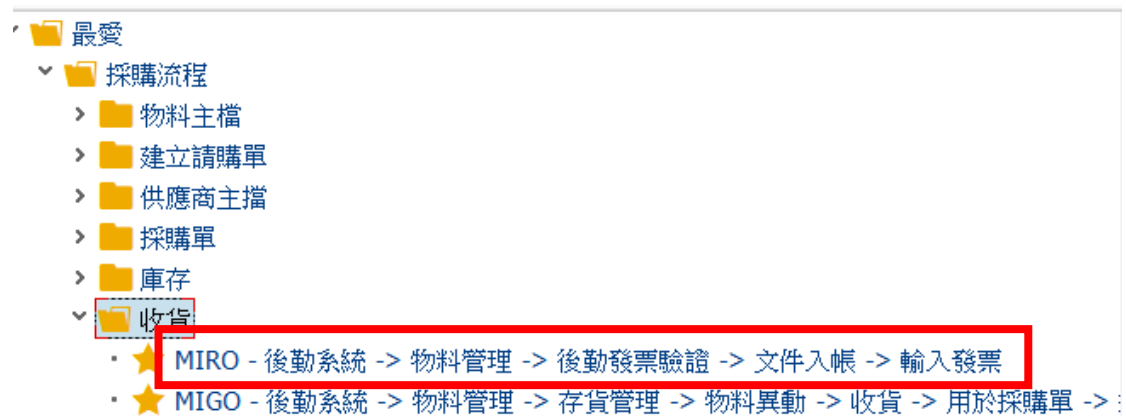 最愛
採購流程
物料主檔
建立請購單
供應商主擋
採購單
庫存
收貨
MIRO - 後勤系統 -> 物料管理 -> 後勤發票驗證 -> 文件入帳 -> 輸入發票
MIGO - 後勤系統 -> 物料管理 -> 存貨管理 -> 物料異動 -> 收貨 -> 用於採購單 ->